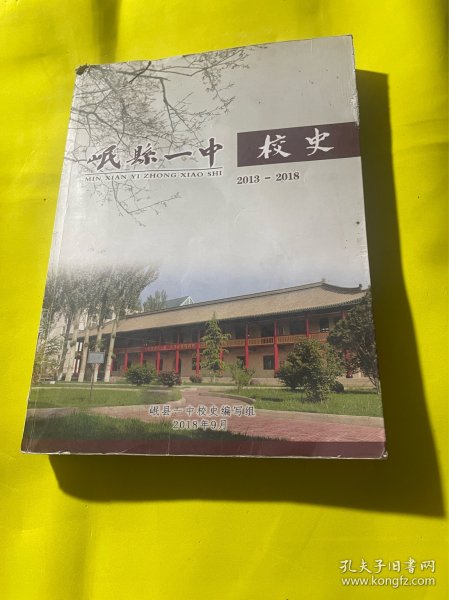 岷縣一中
MIN XIAN YI ZHONG XIAO SHI
校史
2013－2018
岷县一中校史编写组
2018年9月
孔夫子旧书网
www.kongfz.com